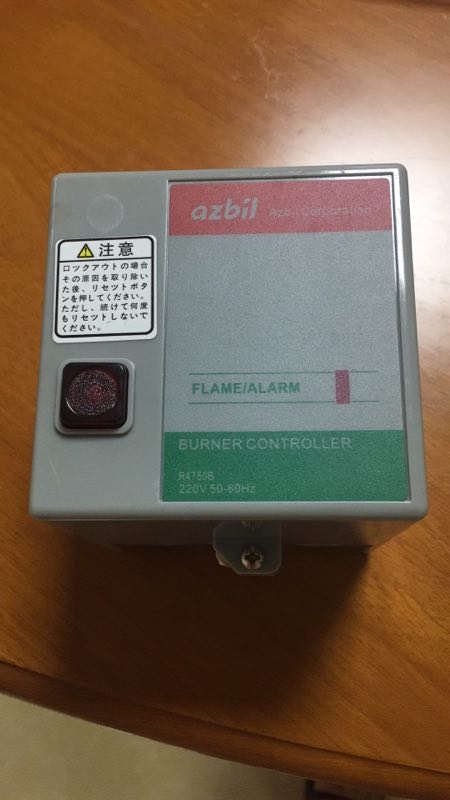 azbil Azbil Corporation
注意
ロックアウトの場合
その原因を取り除い
た後、リセットボタ
ンを押してください。
ただし、続けて何度
もリセットしないで
ください。
FLAME/ALARM
BURNER CONTROLLER
R4750B
220V 50-60Hz